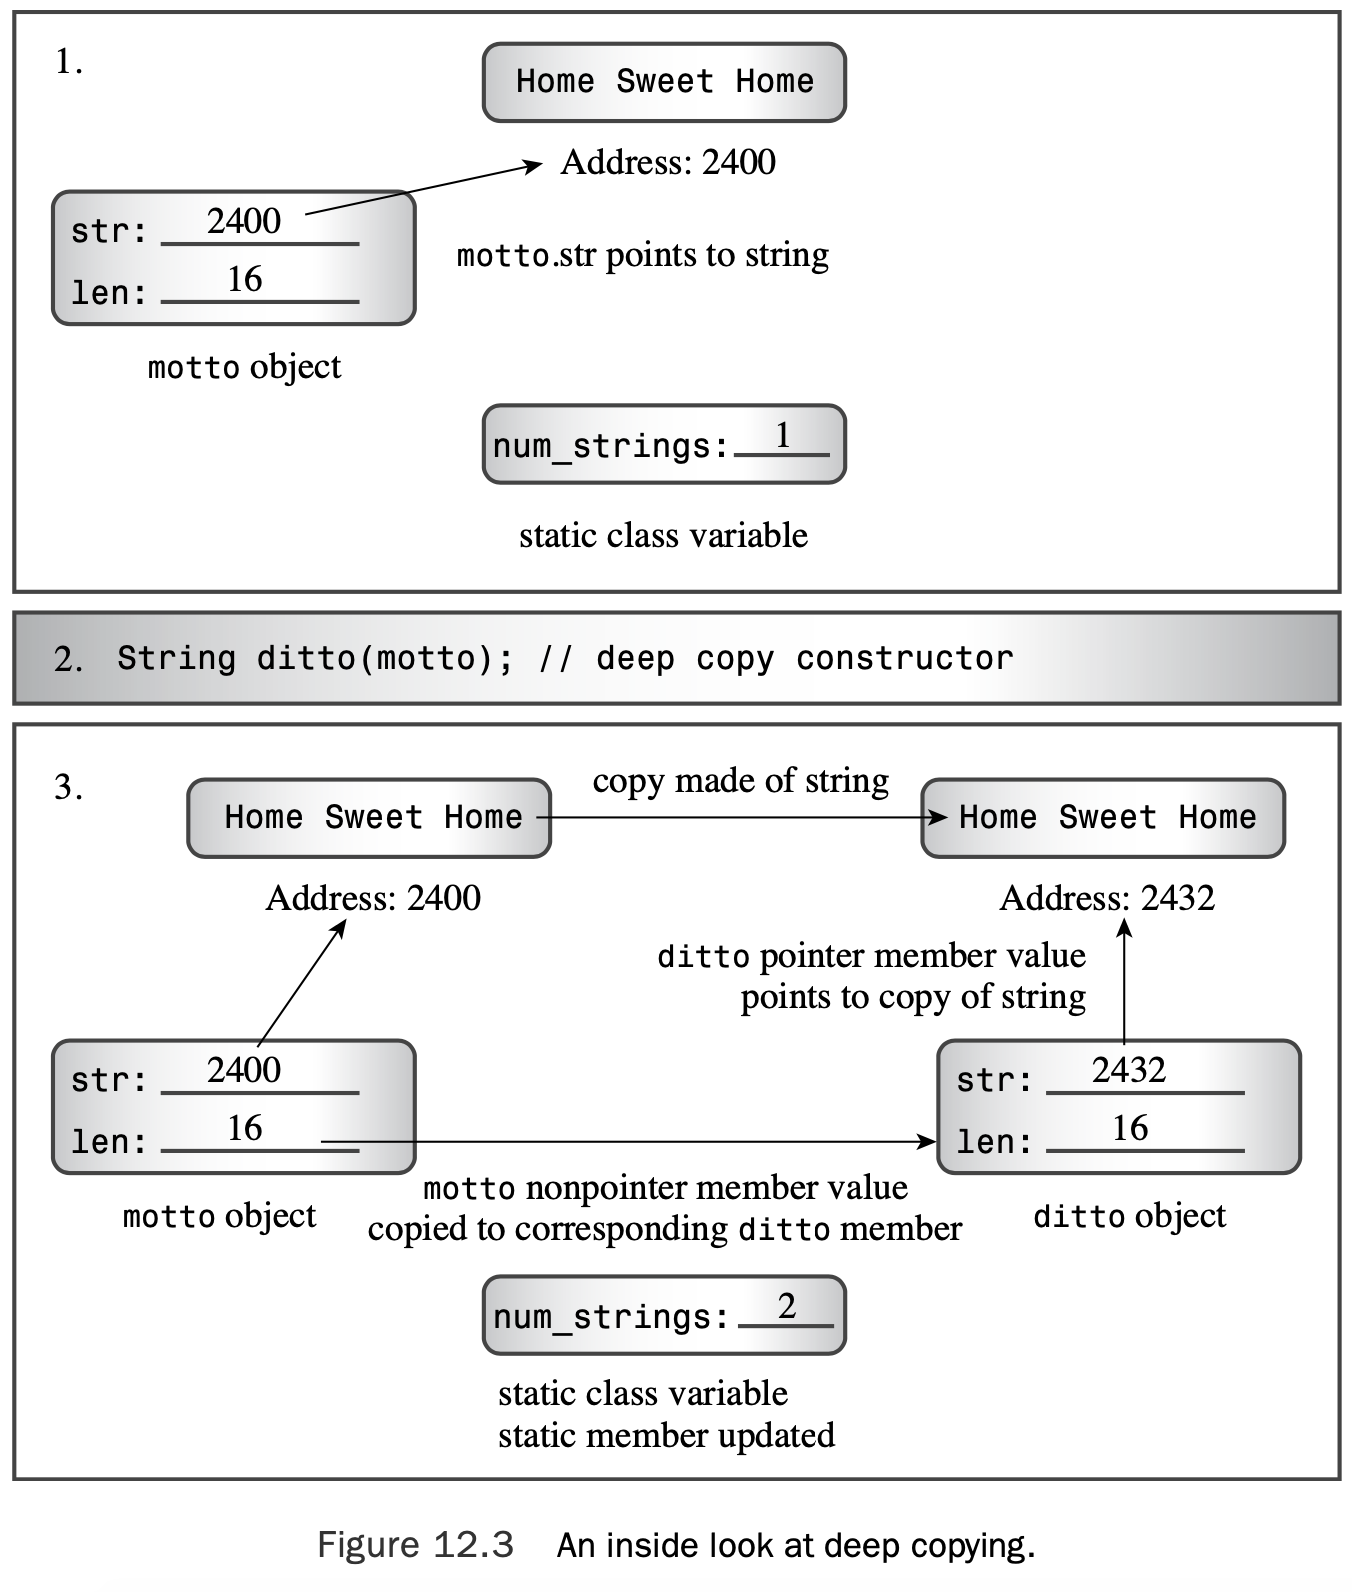 1.
Home Sweet Home
Address: 2400
str: 2400
motto.str points to string
len: 16
motto object
num_strings: 1
static class variable
2. String ditto(motto); // deep copy constructor
3.
copy made of string
Home Sweet Home
Home Sweet Home
Address: 2400
Address: 2432
ditto pointer member value
points to copy of string
str: 2400
len: 16
motto object
str: 2432
len: 16
ditto object
motto nonpointer member value
copied to corresponding ditto member
num_strings: 2
static class variable
static member updated
Figure 12.3 An inside look at deep copying.